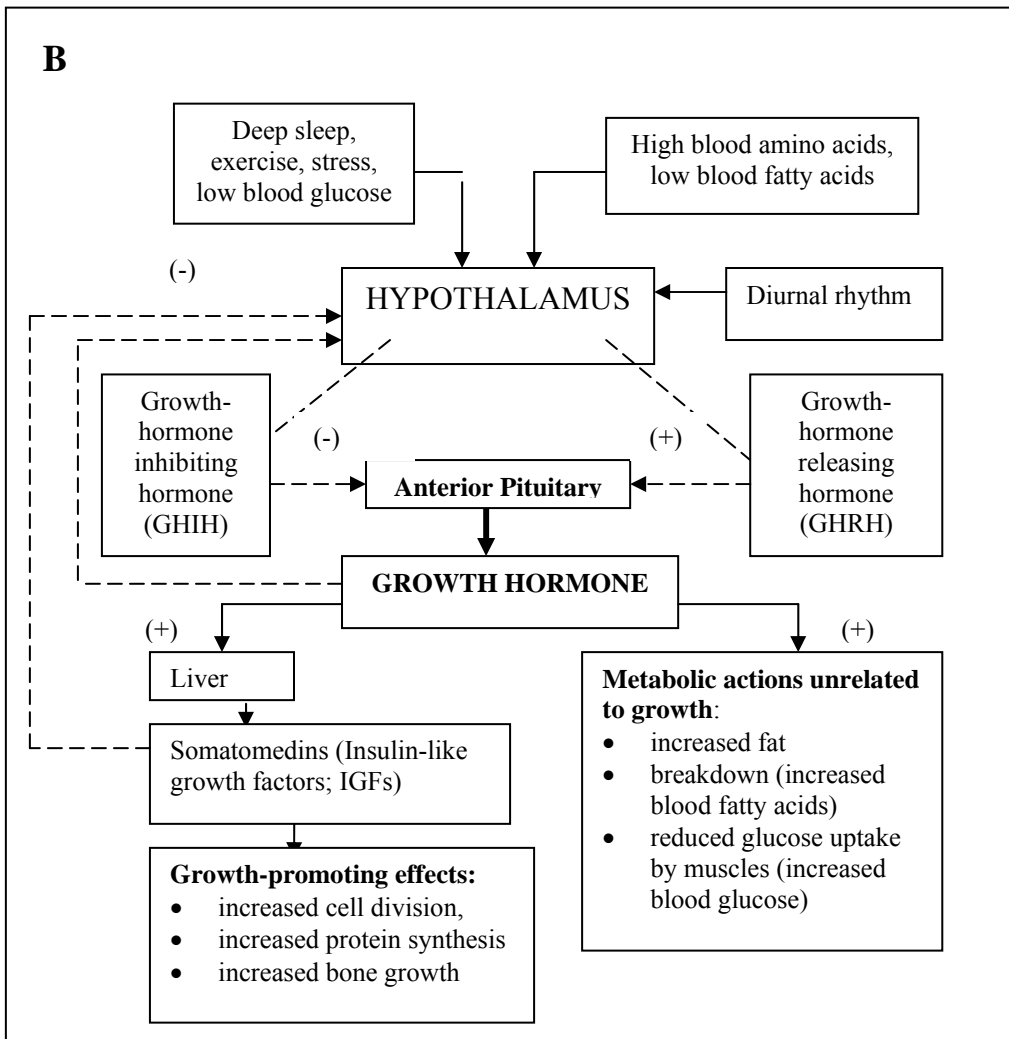 B
Deep sleep,
exercise, stress,
low blood glucose
High blood amino acids,
low blood fatty acids
(-)
HYPOTHALAMUS
Diurnal rhythm
Growth-
hormone
inhibiting
hormone
(GHIH)
(-)
(+)
Anterior Pituitary
Growth-
hormone
releasing
hormone
(GHRH)
GROWTH HORMONE
(+)
(+)
Liver
Somatomedins (Insulin-like
growth factors; IGFs)
Growth-promoting effects:
• increased cell division,
• increased protein synthesis
• increased bone growth
Metabolic actions unrelated
to growth:
• increased fat
• breakdown (increased
blood fatty acids)
• reduced glucose uptake
by muscles (increased
blood glucose)